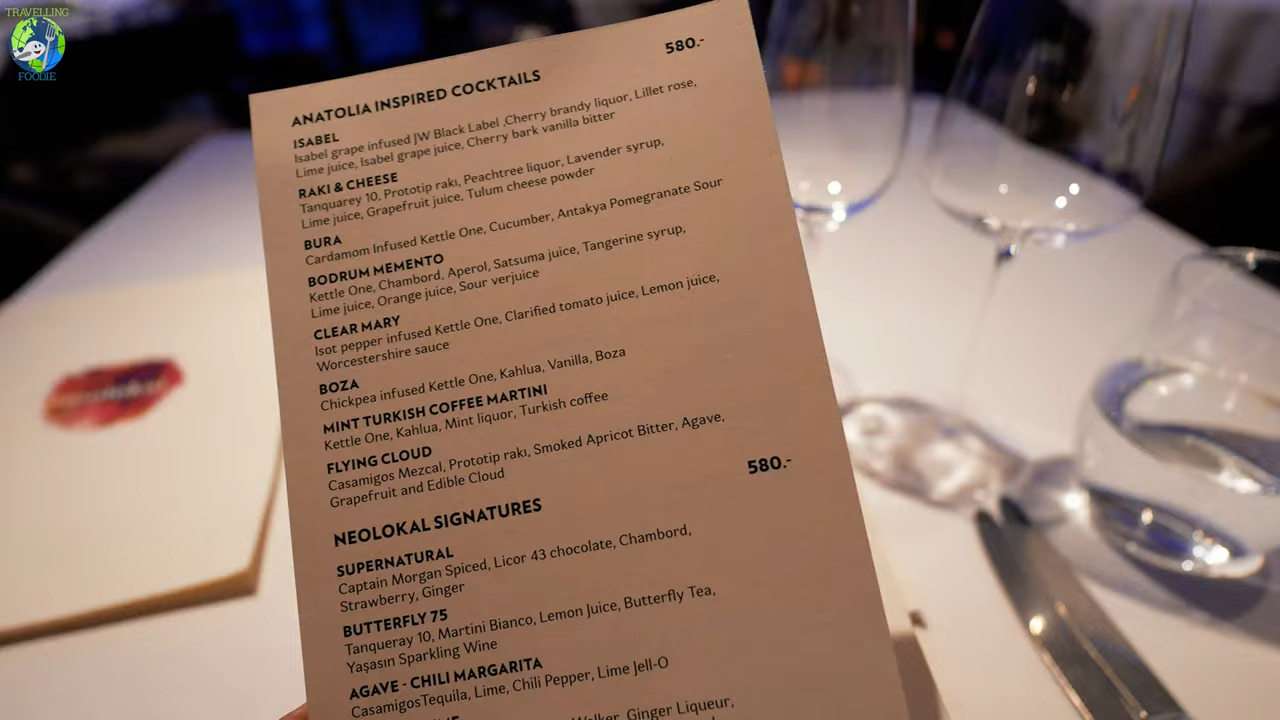 TRAVELLING
FOODIE
580.-
ANATOLIA INSPIRED COCKTAILS
ISABEL
Isabel grape infused JW Black Label ,Cherry brandy liquor, Lillet rose,
Lime juice, Isabel grape juice, Cherry bark vanilla bitter
RAKI & CHEESE
Tanquarey 10, Prototip rakı, Peachtree liquor, Lavender syrup,
Lime juice, Grapefruit juice, Tulum cheese powder
BURA
Cardamom Infused Kettle One, Cucumber, Antakya Pomegranate Sour
BODRUM MEMENTO
Kettle One, Chambord, Aperol, Satsuma juice, Tangerine syrup,
Lime juice, Orange juice, Sour verjuice
CLEAR MARY
Isot pepper infused Kettle One, Clarified tomato juice, Lemon juice,
Worcestershire sauce
BOZA
Chickpea infused Kettle One, Kahlua, Vanilla, Boza
MINT TURKISH COFFEE MARTINI
Kettle One, Kahlua, Mint liquor, Turkish coffee
FLYING CLOUD
Casamigos Mezcal, Prototip rakı, Smoked Apricot Bitter, Agave,
Grapefruit and Edible Cloud
580.-
NEOLOKAL SIGNATURES
SUPERNATURAL
Captain Morgan Spiced, Licor 43 chocolate, Chambord,
Strawberry, Ginger
BUTTERFLY 75
Tanqueray 10, Martini Bianco, Lemon Juice, Butterfly Tea,
Yaşasın Sparkling Wine
AGAVE - CHILI MARGARITA
CasamigosTequila, Lime, Chili Pepper, Lime Jell-O
Walker, Ginger Liqueur,